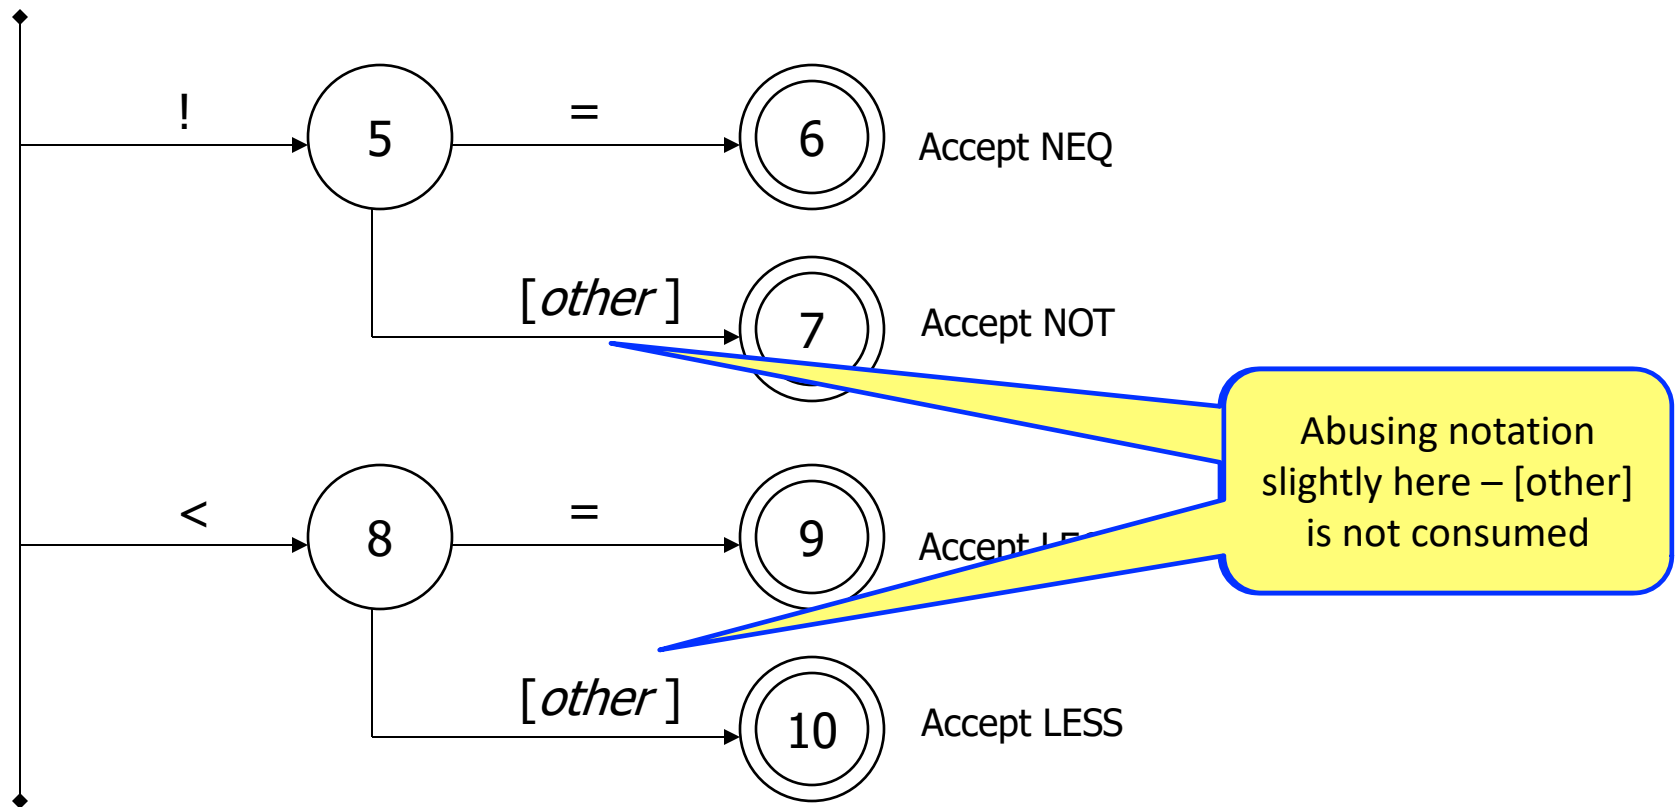 !
5
=
6
Accept NEQ
[other]
7
Accept NOT
Abusing notation
slightly here – [other]
is not consumed
<
8
=
9
Accept
[other]
10
Accept LESS